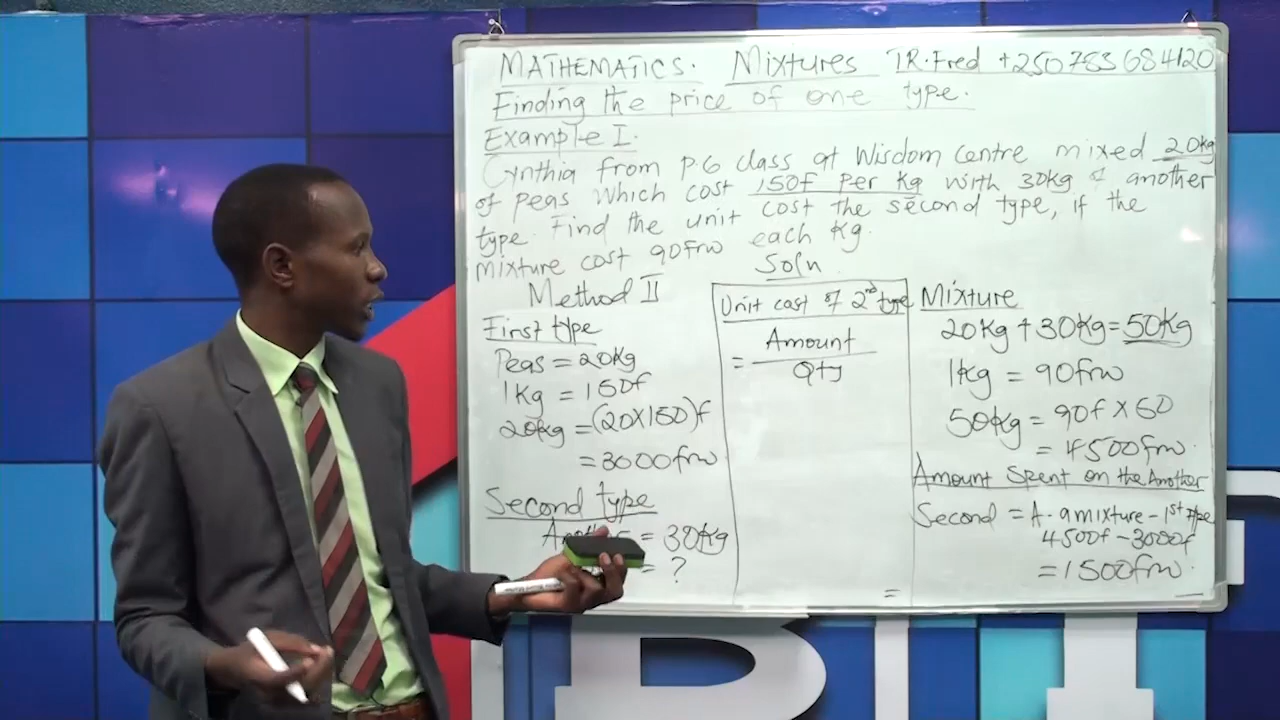 MATHEMATICS. Mixtures TR. Fred +250 783 684120
Finding the price of one type.
Example I.
Cynthia from P.6 class at Wisdom Centre mixed 20kg
of peas which cost 150f per kg with 30kg of another
type. Find the unit cost the second type, if the
mixture cost 90frw each kg.
Soln
Method II
First type
Peas = 20kg
1kg = 150f
20kg = (20x150)f
= 3000frw
Second type
= 30kg
= ?
Unit cost of 2nd type
= Amount
Qty
=
Mixture
20kg + 30kg = 50kg
1kg = 90frw
50kg = 90f x 50
= 4500frw
Amount Spent on the Another
Second = A. a mixture - 1st type
4500f - 3000f
= 1500frw